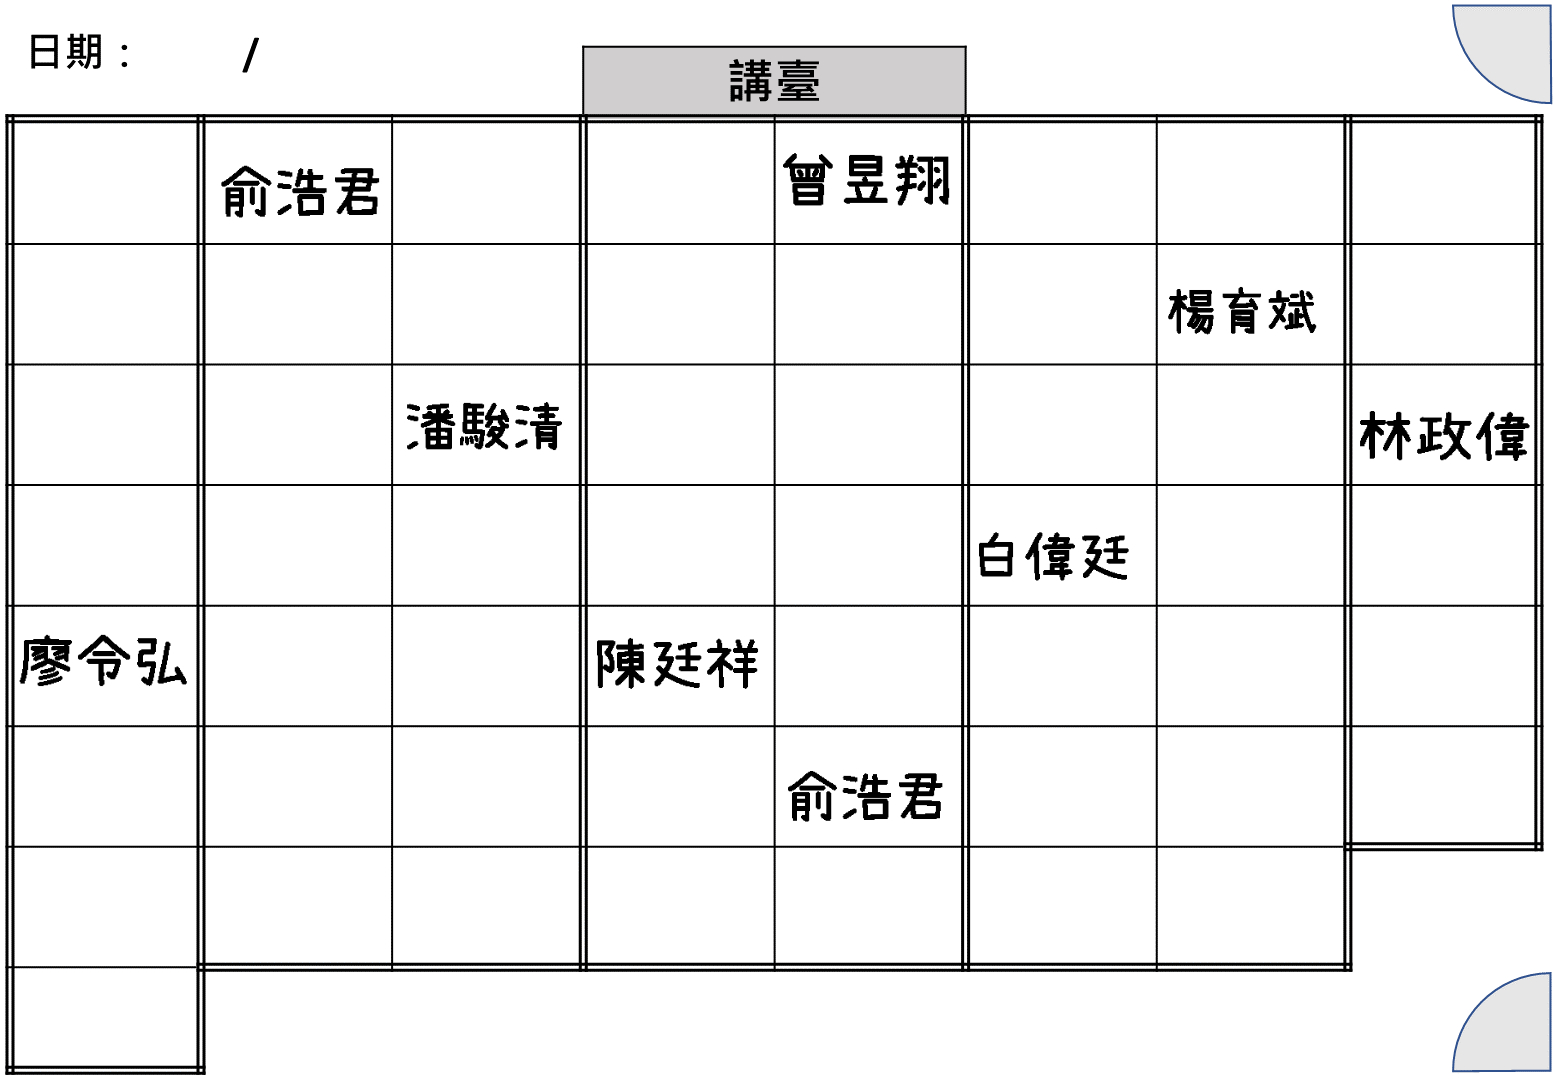 日期： /
講臺
俞浩君 曾昱翔
楊育斌
潘駿清 林政偉
白偉廷
廖令弘 陳廷祥
俞浩君